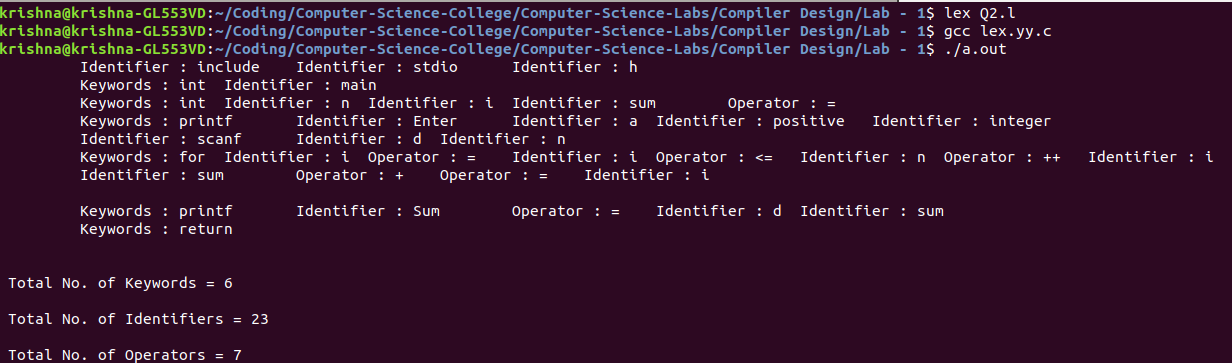 krishna@krishna-GL553VD:~/Coding/Computer-Science-College/Computer-Science-Labs/Compiler Design/Lab - 1$ lex Q2.l
krishna@krishna-GL553VD:~/Coding/Computer-Science-College/Computer-Science-Labs/Compiler Design/Lab - 1$ gcc lex.yy.c
krishna@krishna-GL553VD:~/Coding/Computer-Science-College/Computer-Science-Labs/Compiler Design/Lab - 1$ ./a.out
Identifier : include Identifier : stdio Identifier : h
Keywords : int Identifier : main
Keywords : int Identifier : n Identifier : i Identifier : sum Operator : =
Keywords : printf Identifier : Enter Identifier : a Identifier : positive Identifier : integer
Identifier : scanf Identifier : d Identifier : n
Keywords : for Identifier : i Operator : = Identifier : i Operator : <= Identifier : n Operator : ++ Identifier : i
Identifier : sum Operator : + Operator : = Identifier : i
Keywords : printf Identifier : Sum Operator : = Identifier : d Identifier : sum
Keywords : return
Total No. of Keywords = 6
Total No. of Identifiers = 23
Total No. of Operators = 7